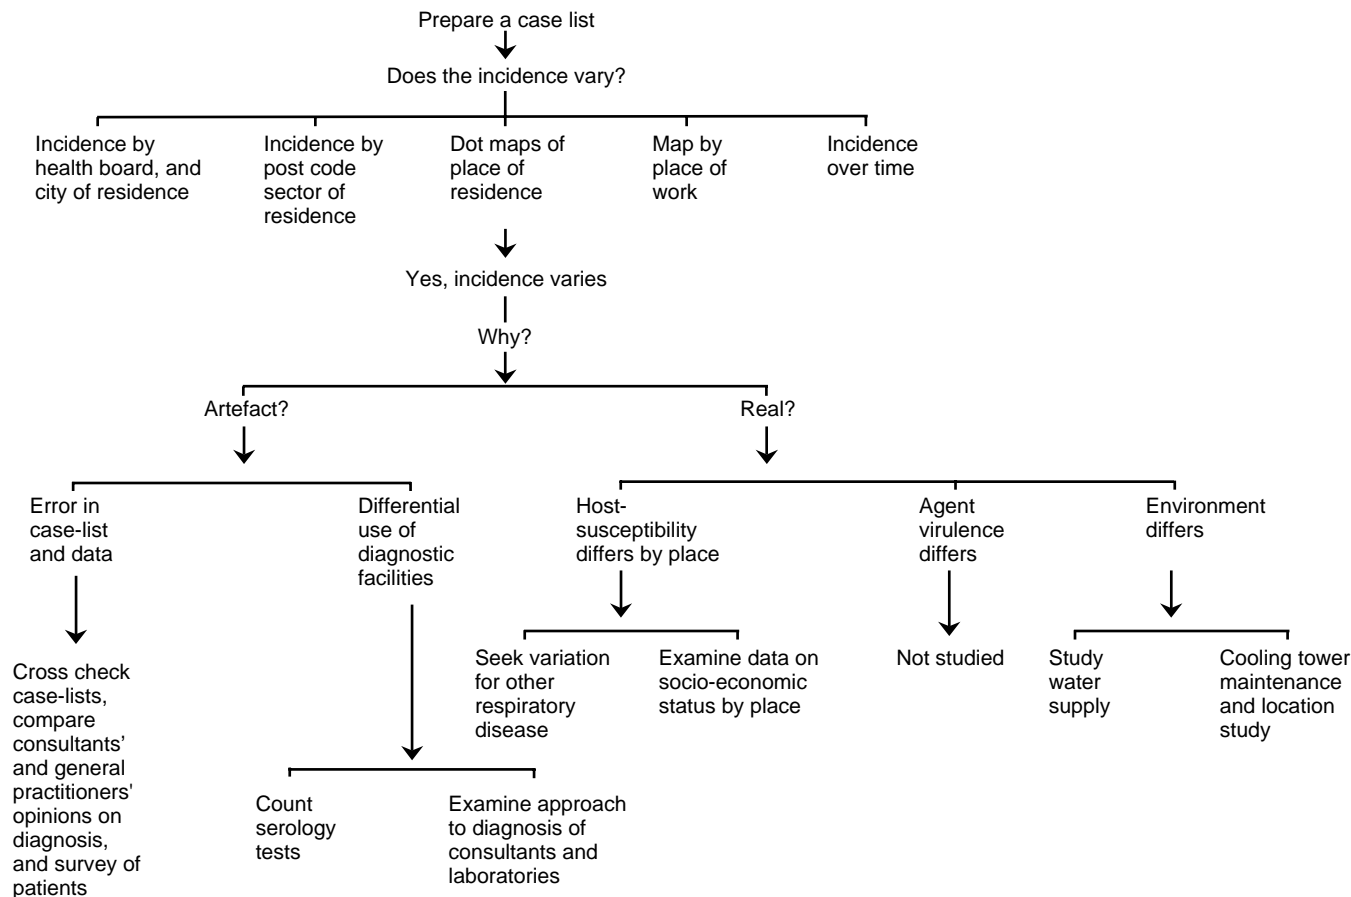 Prepare a case list
Does the incidence vary?
Incidence by
health board, and
city of residence
Incidence by
post code
sector of
residence
Dot maps of
place of
residence
Map by
place of
work
Incidence
over time
Yes, incidence varies
Why?
Artefact?
Real?
Error in
case-list
and data
Differential
use of
diagnostic
facilities
Host-
susceptibility
differs by place
Agent
virulence
differs
Environment
differs
Cross check
case-lists,
compare
consultants’
and general
practitioners'
opinions on
diagnosis,
and survey of
patients
Count
serology
tests
Examine approach
to diagnosis of
consultants and
laboratories
Seek variation
for other
respiratory
disease
Examine data on
socio-economic
status by place
Not studied
Study
water
supply
Cooling tower
maintenance
and location
study